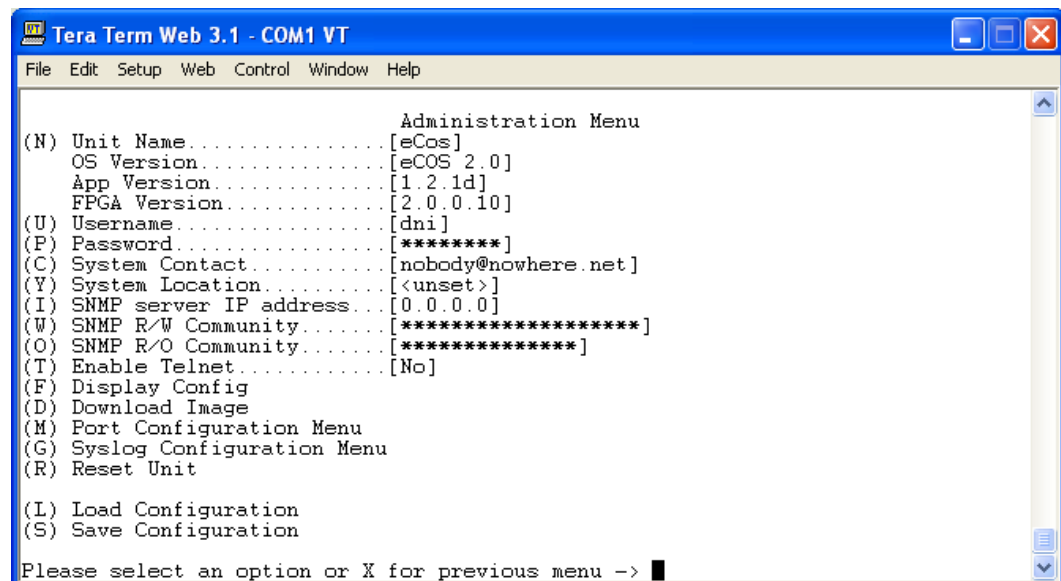 Tera Term Web 3.1 - COM1 VT
File Edit Setup Web Control Window Help
Administration Menu
(N) Unit Name................[eCos]
OS Version...............[eCOS 2.0]
App Version..............[1.2.1d]
FPGA Version.............[2.0.0.10]
(U) Username.................[dni]
(P) Password.................[********]
(C) System Contact...........[nobody@nowhere.net]
(Y) System Location..........[<unset>]
(I) SNMP server IP address...[0.0.0.0]
(W) SNMP R/W Community.......[*******************]
(O) SNMP R/O Community.......[**************]
(T) Enable Telnet............[No]
(F) Display Config
(D) Download Image
(M) Port Configuration Menu
(G) Syslog Configuration Menu
(R) Reset Unit
(L) Load Configuration
(S) Save Configuration
Please select an option or X for previous menu ->